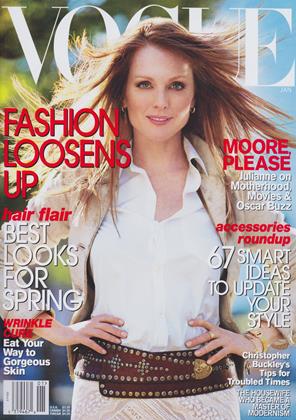 VOGUE
JAN
FASHION
LOOSENS
UP
MOORE,
PLEASE
Julianne on
Motherhood,
Movies &
Oscar Buzz
hair flair
BEST
LOOKS
FOR
SPRING
accessories
roundup
67 SMART
IDEAS
TO UPDATE
YOUR
STYLE
WRINKLE
CURE
Eat Your
Way to
Gorgeous
Skin
Christopher
Buckley's
Tips for
Troubled Times
THE HOUSEWIFE
WHO BECAME A
MASTER OF
MODERNISM